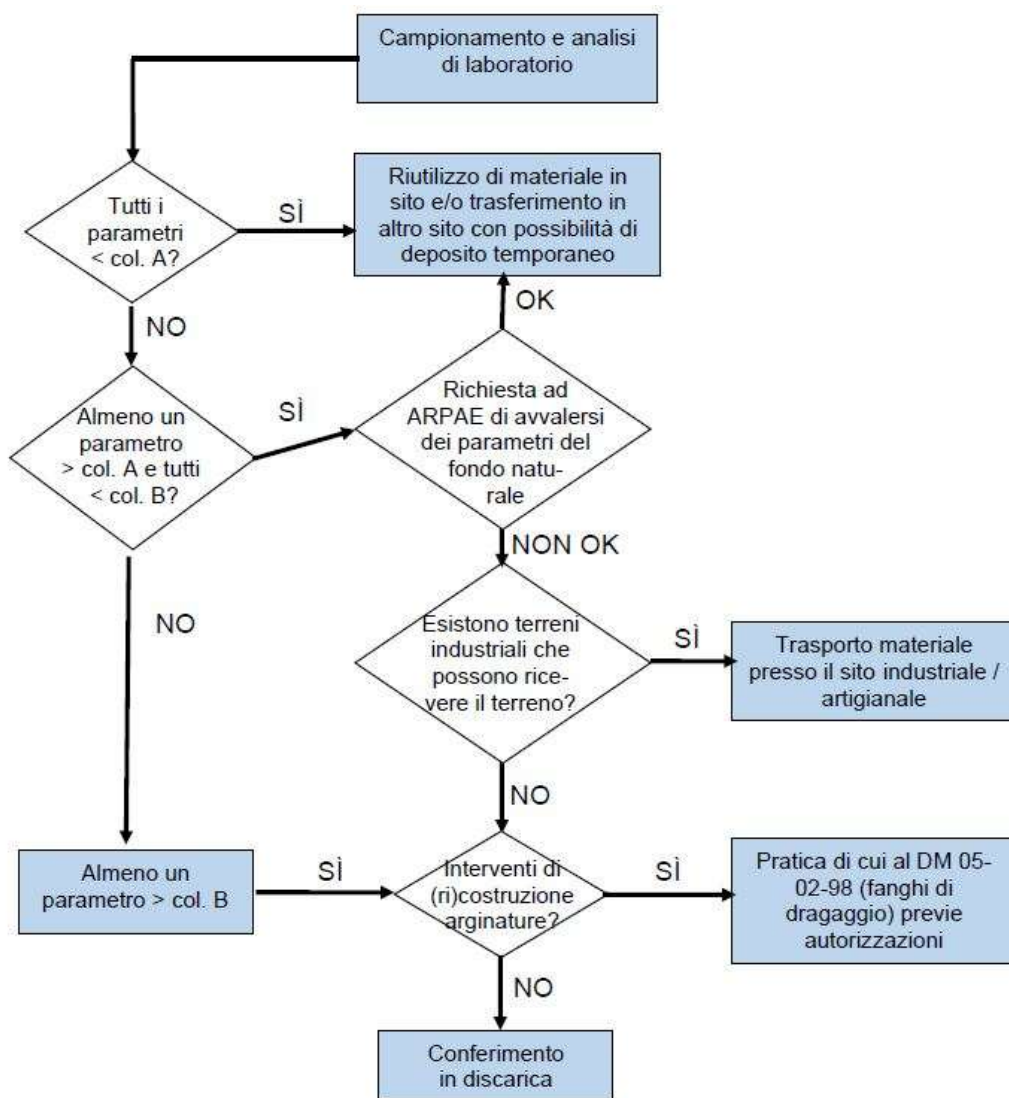 Campionamento e analisi
di laboratorio
Tutti i
parametri
< col. A?
SÌ
Riutilizzo di materiale in
sito e/o trasferimento in
altro sito con possibilità di
deposito temporaneo
NO
OK
Almeno un
parametro
> col. A e tutti
< col. B?
SÌ
Richiesta ad
ARPAE di avvalersi
dei parametri del
fondo natu-
rale
NON OK
NO
Esistono terreni
industriali che
possono rice-
vere il terreno?
SÌ
Trasporto materiale
presso il sito industriale /
artigianale
NO
Almeno un
parametro > col. B
SÌ
Interventi di
(ri)costruzione
arginature?
SÌ
Pratica di cui al DM 05-
02-98 (fanghi di
dragaggio) previe
autorizzazioni
NO
Conferimento
in discarica